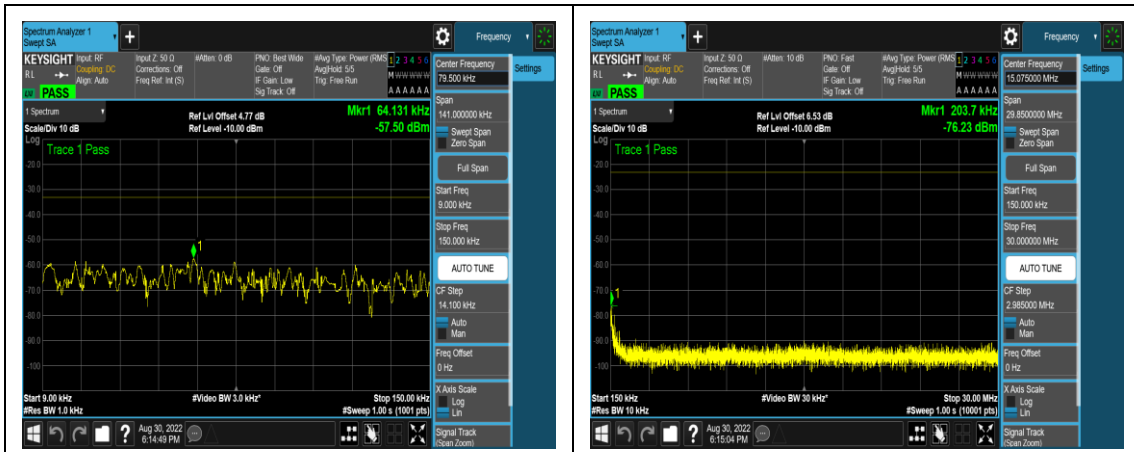 Spectrum Analyzer 1
Swept SA
Frequency
KEYSIGHT
Input: RF
Coupling: DC
Align: Auto
Input Z: 50 Ω
Corrections: Off
Freq Ref: Int (S)
#Atten: 0 dB
PNO: Best Wide
Gate: Off
IF Gain: Low
Sig Track: Off
#Avg Type: Power (RMS
Avg|Hold: 5/5
Trig: Free Run
1 2 3 4 5 6
M W W W W W
A A A A A A
RL
PASS
1 Spectrum
Scale/Div 10 dB
Log
Ref Lvl Offset 4.77 dB
Ref Level -10.00 dBm
Mkr1 64.131 kHz
-57.50 dBm
Trace 1 Pass
-20.0
-30.0
-40.0
-50.0
-60.0
-70.0
-80.0
-90.0
-100
1
Start 9.00 kHz
#Res BW 1.0 kHz
#Video BW 3.0 kHz*
Stop 150.00 kHz
#Sweep 1.00 s (1001 pts)
Aug 30, 2022
6:14:49 PM
Center Frequency
79.500 kHz
Settings
Span
141.000000 kHz
Swept Span
Zero Span
Full Span
Start Freq
9.000 kHz
Stop Freq
150.000 kHz
AUTO TUNE
CF Step
14.100 kHz
Auto
Man
Freq Offset
0 Hz
X Axis Scale
Log
Lin
Signal Track
(Span Zoom)
Spectrum Analyzer 1
Swept SA
Frequency
KEYSIGHT
Input: RF
Coupling: DC
Align: Auto
Input Z: 50 Ω
Corrections: Off
Freq Ref: Int (S)
#Atten: 10 dB
PNO: Fast
Gate: Off
IF Gain: Low
Sig Track: Off
#Avg Type: Power (RMS
Avg|Hold: 5/5
Trig: Free Run
1 2 3 4 5 6
M W W W W W
A A A A A A
RL
PASS
1 Spectrum
Scale/Div 10 dB
Log
Ref Lvl Offset 6.53 dB
Ref Level -10.00 dBm
Mkr1 203.7 kHz
-76.23 dBm
Trace 1 Pass
-20.0
-30.0
-40.0
-50.0
-60.0
-70.0
-80.0
-90.0
-100
1
Start 150 kHz
#Res BW 10 kHz
#Video BW 30 kHz*
Stop 30.00 MHz
#Sweep 1.00 s (1001 pts)
Aug 30, 2022
6:15:04 PM
Center Frequency
15.075000 MHz
Settings
Span
29.8500000 MHz
Swept Span
Zero Span
Full Span
Start Freq
150.000 kHz
Stop Freq
30.000000 MHz
AUTO TUNE
CF Step
2.985000 MHz
Auto
Man
Freq Offset
0 Hz
X Axis Scale
Log
Lin
Signal Track
(Span Zoom)